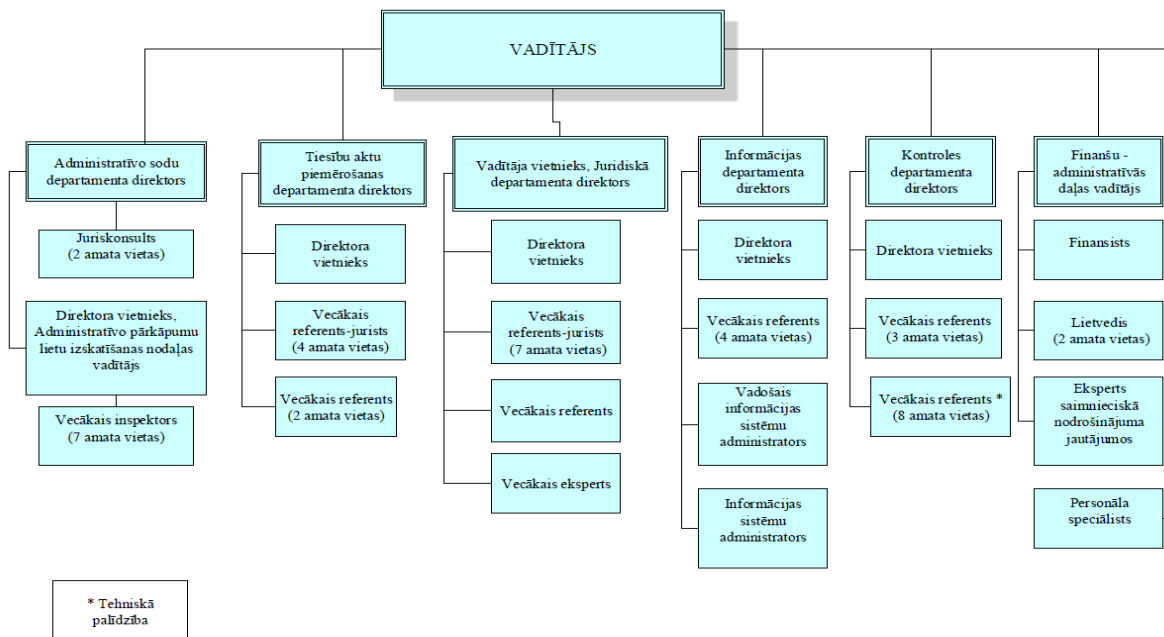 VADĪTĀJS
Administratīvo sodu
departamenta direktors
Juriskonsults
(2 amata vietas)
Direktora vietnieks,
Administratīvo pārkāpumu
lietu izskatīšanas nodaļas
vadītājs
Vecākais inspektors
(7 amata vietas)
Tiesību aktu
piemērošanas
departamenta direktors
Direktora
vietnieks
Vecākais
referents-jurists
(4 amata vietas)
Vecākais referents
(2 amata vietas)
Vadītāja vietnieks, Juridiskā
departamenta direktors
Direktora
vietnieks
Vecākais
referents-jurists
(7 amata vietas)
Vecākais referents
Vecākais eksperts
Informācijas
departamenta
direktors
Direktora
vietnieks
Vecākais referents
(4 amata vietas)
Vadošais
informācijas
sistēmu
administrators
Informācijas
sistēmu
administrators
Kontroles
departamenta
direktors
Direktora vietnieks
Vecākais referents
(3 amata vietas)
Vecākais referents *
(8 amata vietas)
Finanšu -
administratīvās
daļas vadītājs
Finansists
Lietvedis
(2 amata vietas)
Eksperts
saimnieciskā
nodrošinājuma
jautājumos
Personāla
speciālists
* Tehniskā
palīdzība